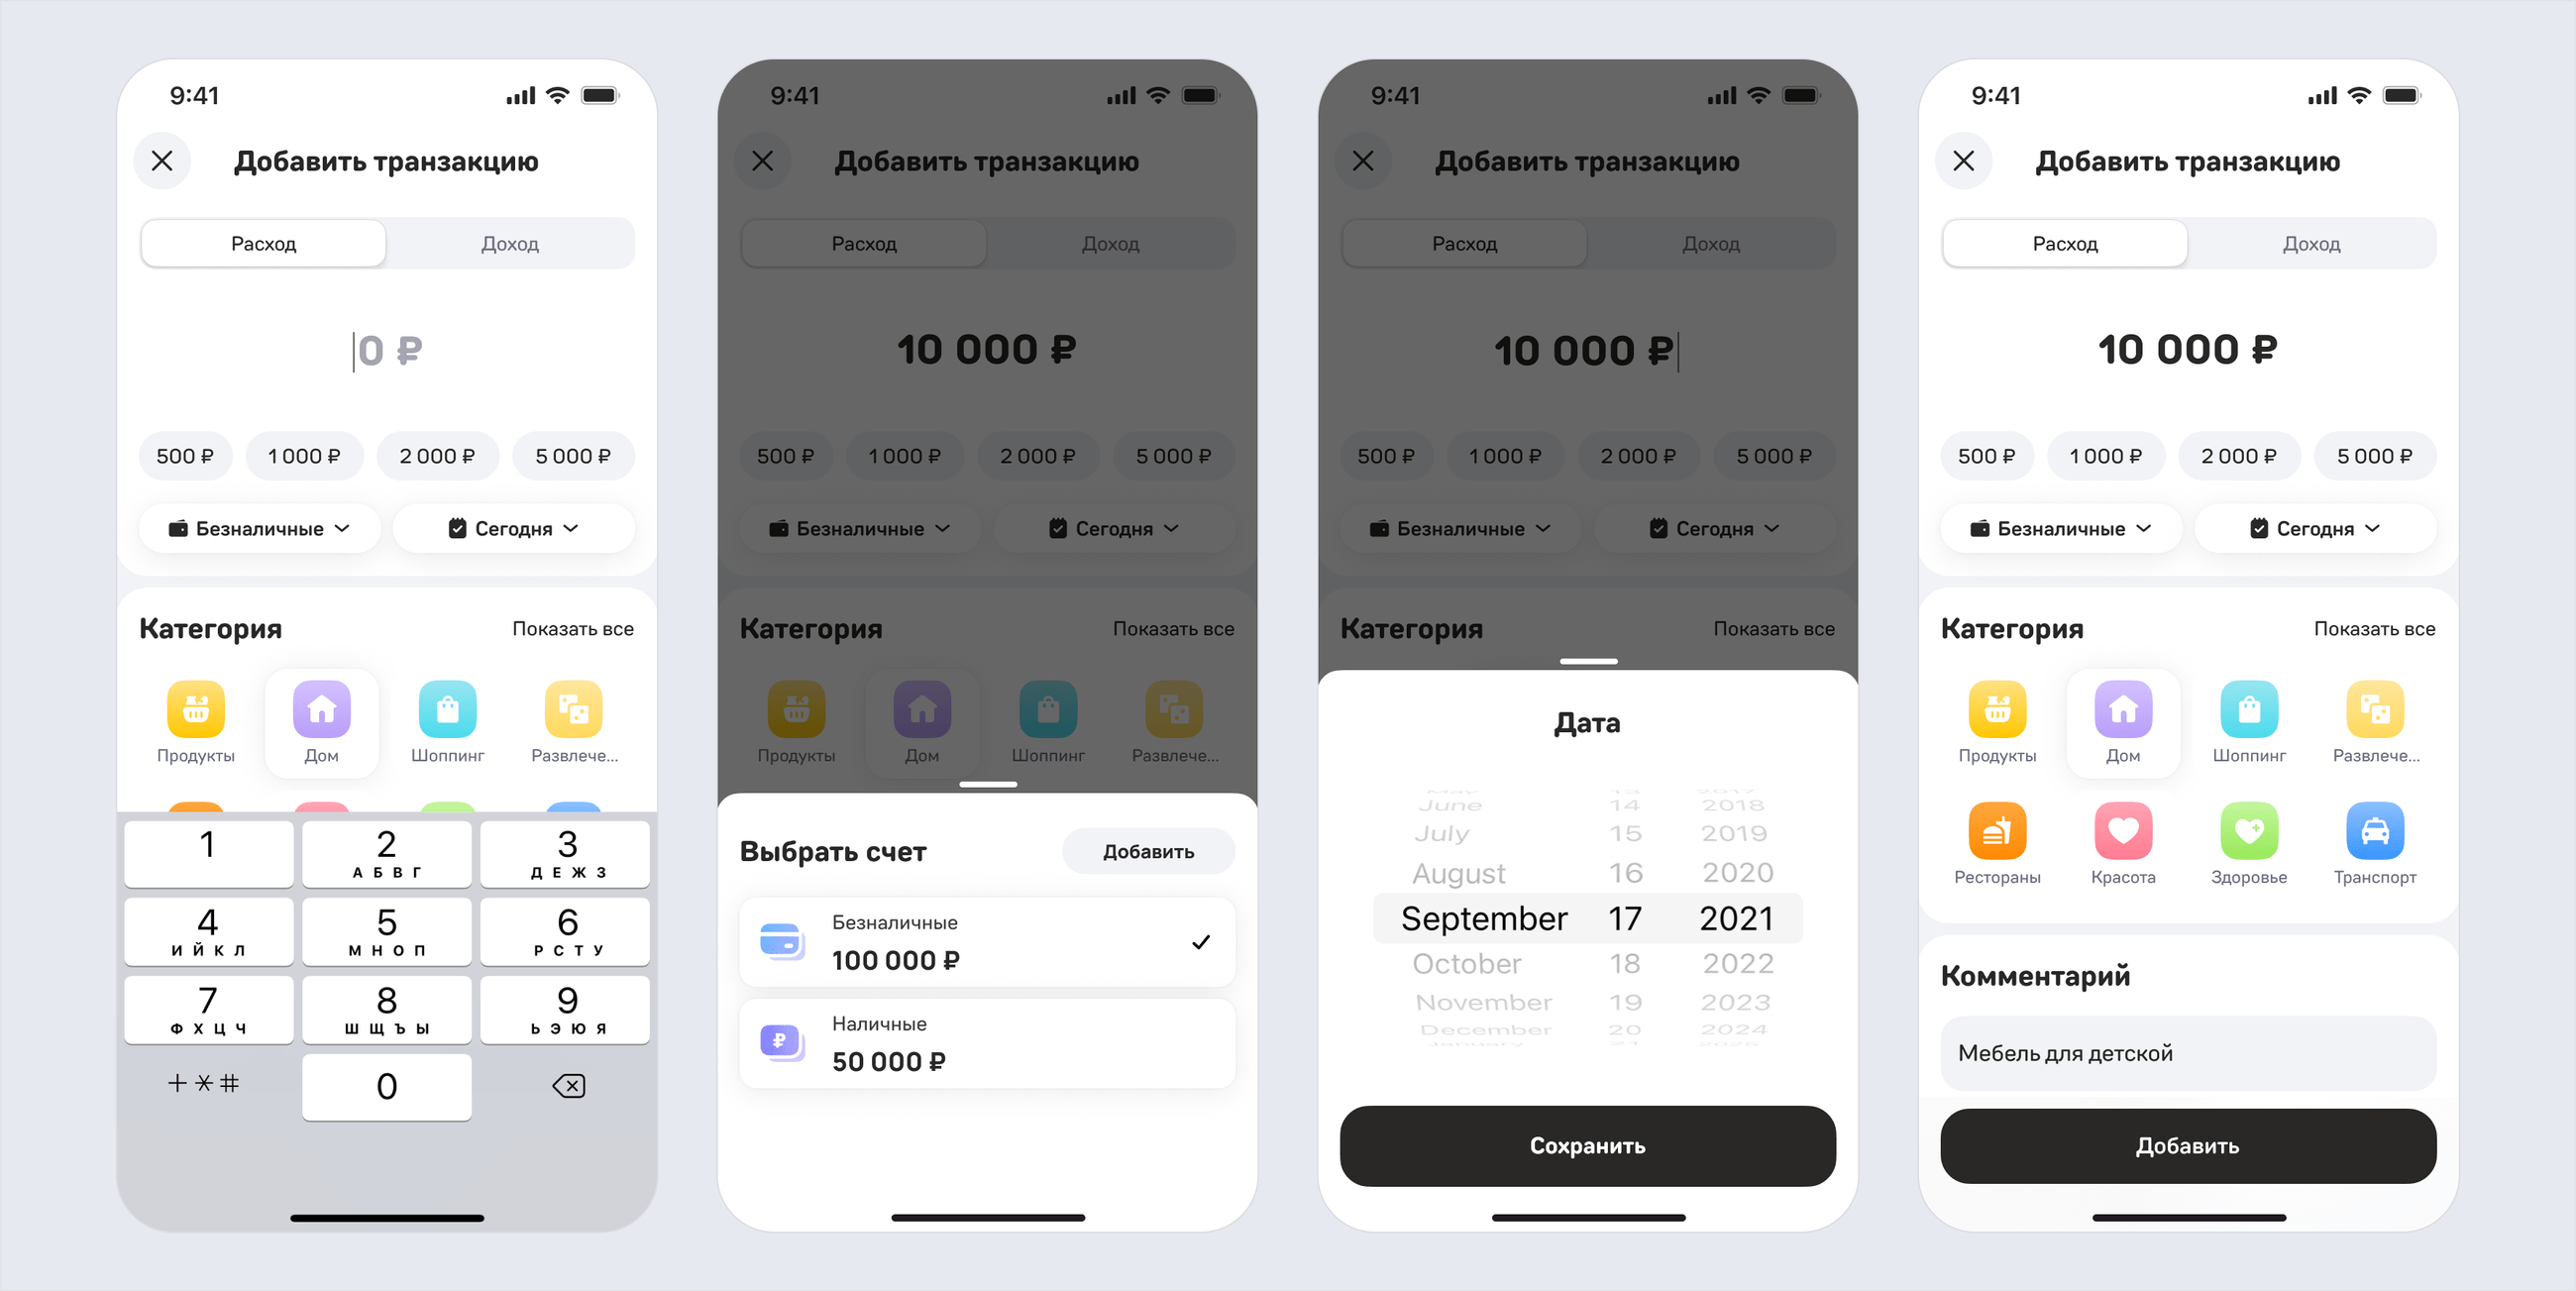 9:41
Добавить транзакцию
Расход Доход
0 ₽
500 ₽ 1 000 ₽ 2 000 ₽ 5 000 ₽
Безналичные Сегодня
Категория Показать все
Продукты Дом Шоппинг Развлече...
1 2 3
А Б В Г Д Е Ж З
4 5 6
И Й К Л М Н О П Р С Т У
7 8 9
Ф Х Ц Ч Ш Щ Ъ Ы Ь Э Ю Я
+ * # 0
9:41
Добавить транзакцию
Расход Доход
10 000 ₽
500 ₽ 1 000 ₽ 2 000 ₽ 5 000 ₽
Безналичные Сегодня
Категория Показать все
Продукты Дом Шоппинг Развлече...
Выбрать счет Добавить
Безналичные
100 000 ₽
Наличные
50 000 ₽
9:41
Добавить транзакцию
Расход Доход
10 000 ₽
500 ₽ 1 000 ₽ 2 000 ₽ 5 000 ₽
Безналичные Сегодня
Категория Показать все
Дата
May 13 2017
June 14 2018
July 15 2019
August 16 2020
September 17 2021
October 18 2022
November 19 2023
December 20 2024
January 21 2025
Сохранить
9:41
Добавить транзакцию
Расход Доход
10 000 ₽
500 ₽ 1 000 ₽ 2 000 ₽ 5 000 ₽
Безналичные Сегодня
Категория Показать все
Продукты Дом Шоппинг Развлече...
Рестораны Красота Здоровье Транспорт
Комментарий
Мебель для детской
Добавить